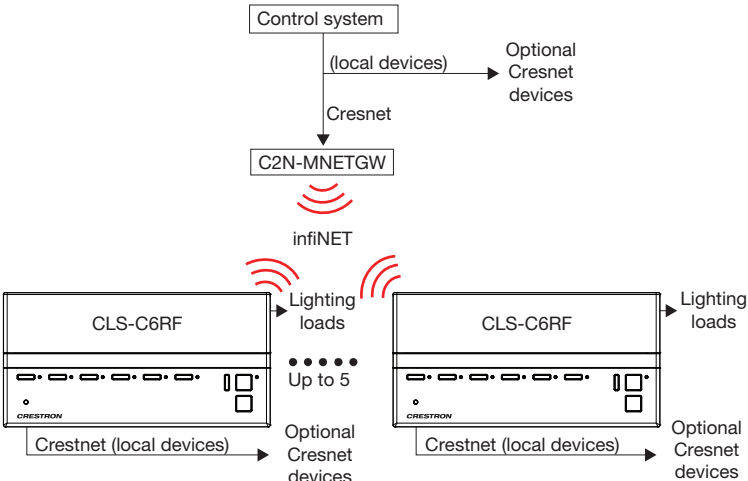 Control system
(local devices)
Optional
Cresnet
devices
Cresnet
C2N-MNETGW
infiNET
CLS-C6RF
Lighting
loads
Up to 5
CLS-C6RF
Lighting
loads
CRESTRON
CRESTRON
Crestnet (local devices)
Optional
Cresnet
devices
Crestnet (local devices)
Optional
Cresnet
devices